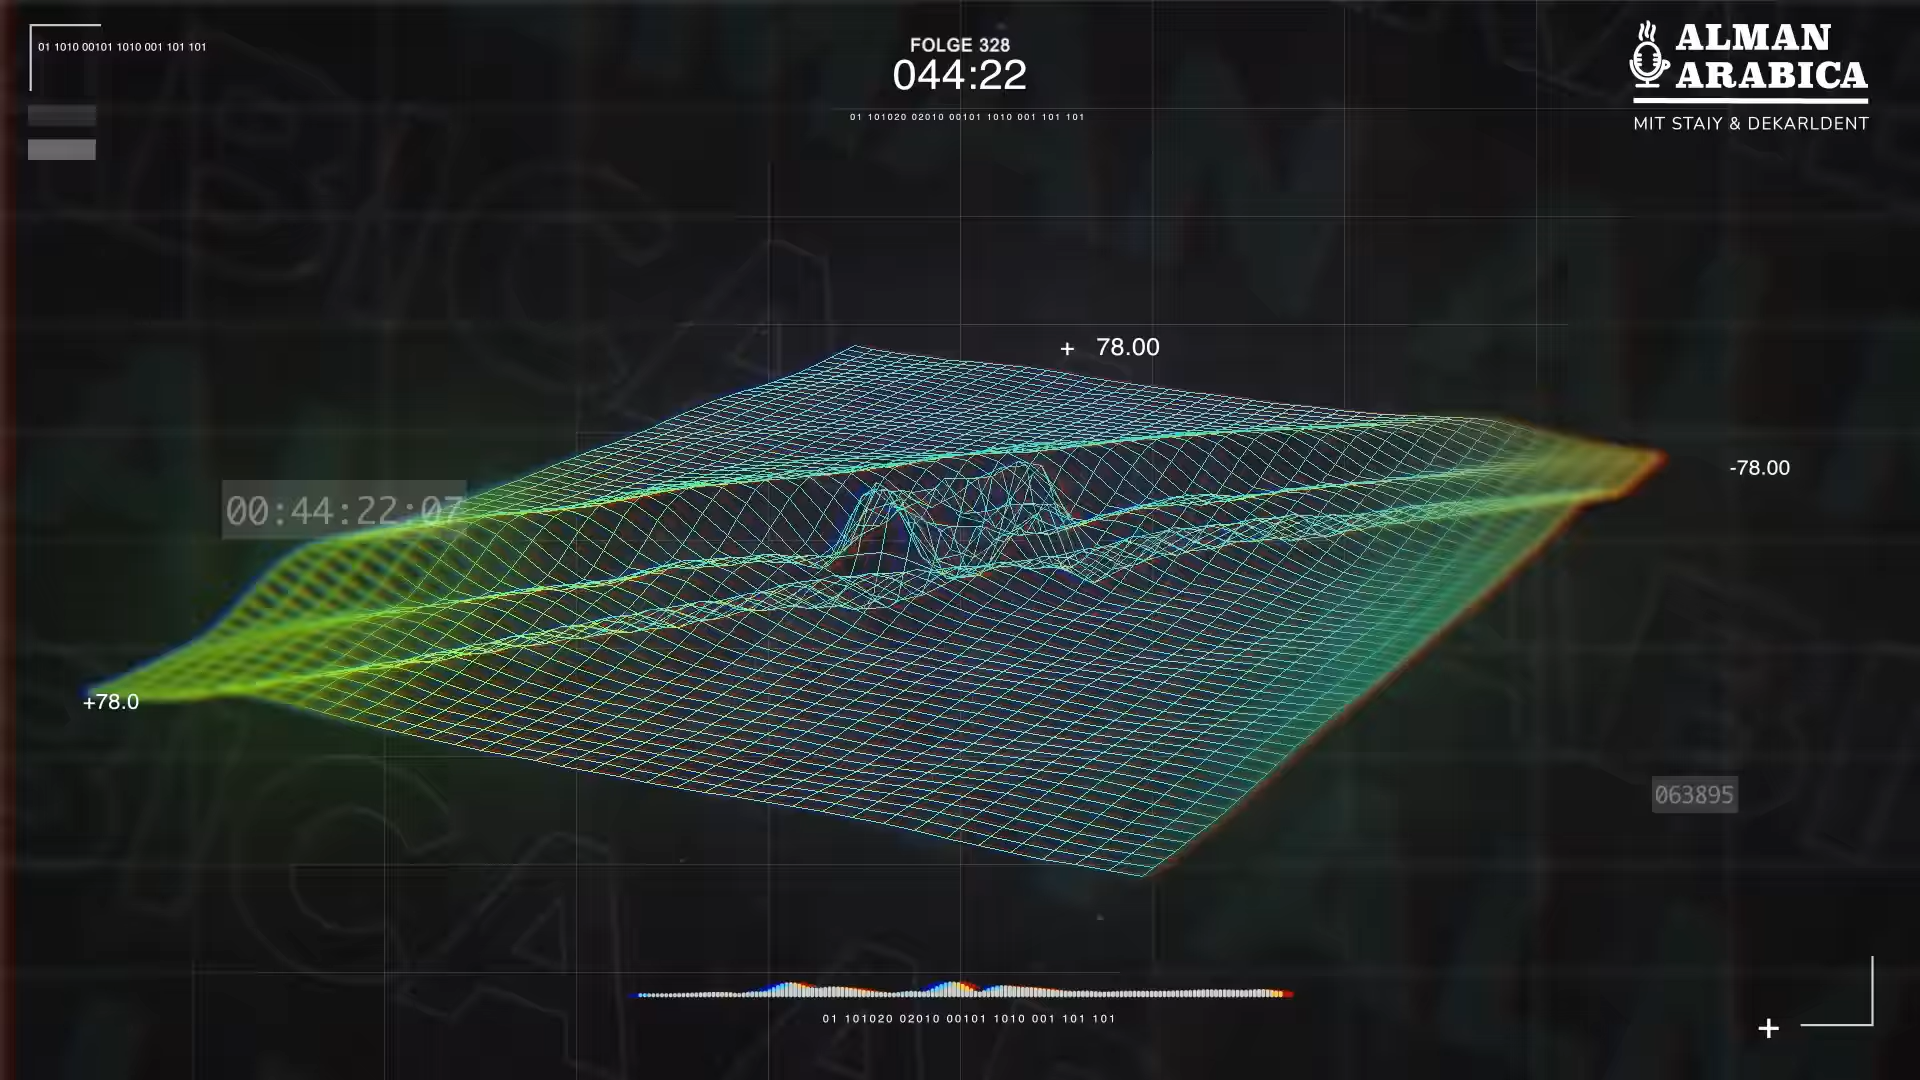 01 1010 00101 1010 001 101 101
FOLGE 328
044:22
01 101020 02010 00101 1010 001 101 101
ALMAN
ARABICA
MIT STAIY & DEKARLDENT
+ 78.00
-78.00
00:44:22:07
+78.0
063895
01 101020 02010 00101 1010 001 101 101
+